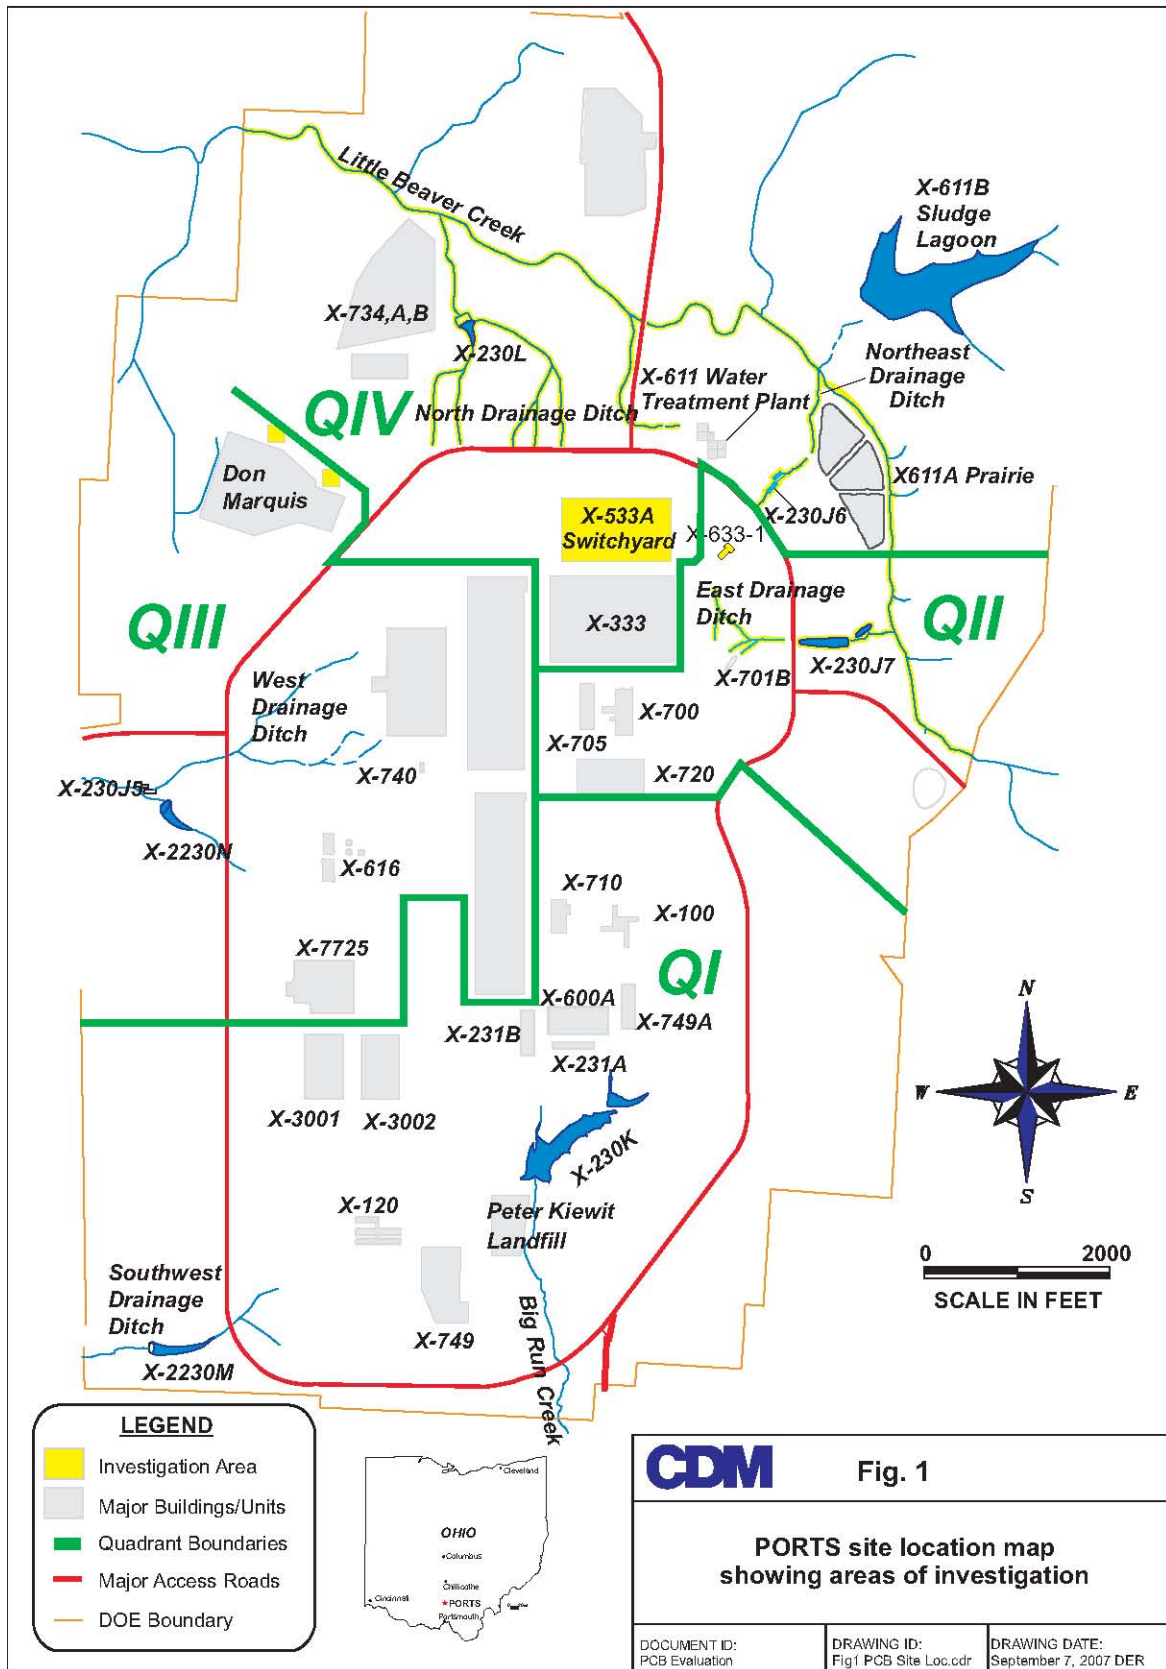 Little Beaver Creek
X-611B
Sludge
Lagoon
X-734,A,B
X-230L
Northeast
Drainage
Ditch
X-611 Water
Treatment Plant
QIV
North Drainage Ditch
Don
Marquis
X611A Prairie
X-230J6
X-533A
Switchyard
X-633-1
East Drainage
Ditch
QIII
X-333
QII
X-230J7
X-701B
West
Drainage
Ditch
X-700
X-705
X-740
X-720
X-230J5
X-2230N
X-616
X-710
X-100
X-7725
QI
X-600A
X-749A
X-231B
X-231A
N
W
E
S
X-3001
X-3002
X-230K
X-120
Peter Kiewit
Landfill
0 2000
SCALE IN FEET
Southwest
Drainage
Ditch
X-2230M
X-749
Big Run Creek
LEGEND
Investigation Area
Major Buildings/Units
Quadrant Boundaries
Major Access Roads
DOE Boundary
Cleveland
OHIO
Columbus
Chillicothe
Cincinnati
PORTS
Portsmouth
CDM
Fig. 1
PORTS site location map
showing areas of investigation
DOCUMENT ID:
PCB Evaluation
DRAWING ID:
Fig1 PCB Site Loc.cdr
DRAWING DATE:
September 7, 2007 DER